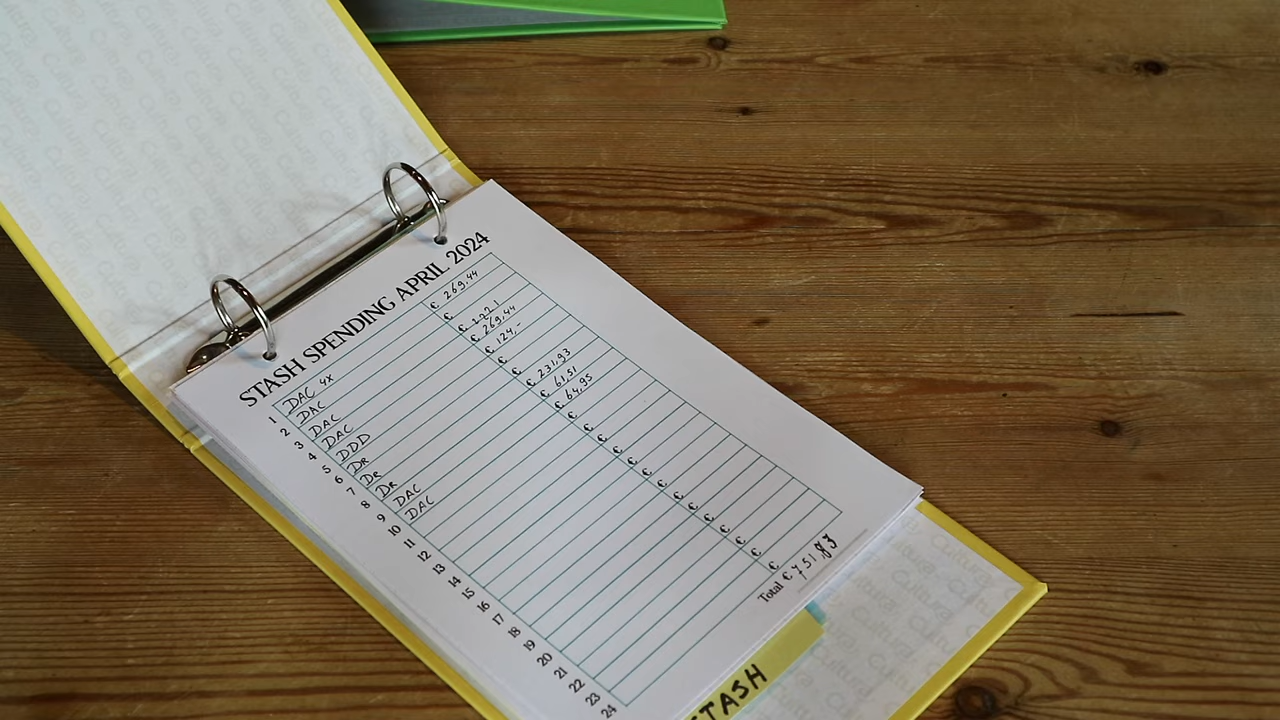 STASH SPENDING APRIL 2024
1 DAC 4x € 269,44
2 DAC €
3 DAC € 1221
4 DAC € 269,44
5 DDD € 124,-
6 DR €
7 DR € 231,93
8 DR € 61,51
9 DAC € 64,95
10 DAC €
11 €
12 €
13 €
14 €
15 €
16 €
17 €
18 €
19 €
20 €
21 €
22
23
24
Total € 751,83
STASH
Cultura